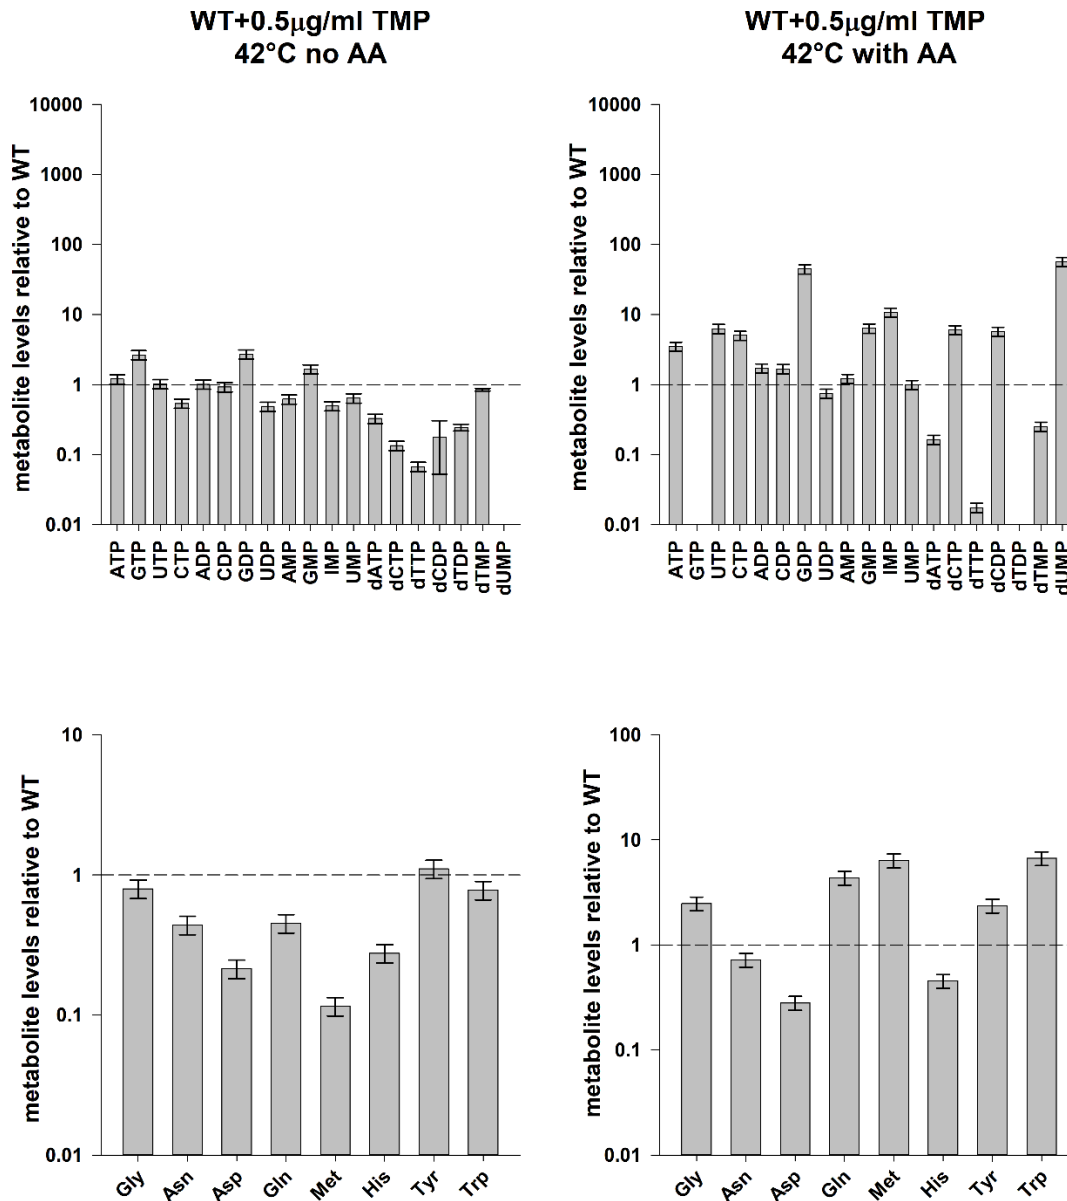 WT+0.5μg/ml TMP
42°C no AA
metabolite levels relative to WT
10000
1000
100
10
1
0.1
0.01
ATP
GTP
UTP
CTP
ADP
CDP
GDP
UDP
AMP
GMP
IMP
UMP
dATP
dCTP
dTTP
dCDP
dTDP
dTMP
dUMP
WT+0.5μg/ml TMP
42°C with AA
metabolite levels relative to WT
10000
1000
100
10
1
0.1
0.01
ATP
GTP
UTP
CTP
ADP
CDP
GDP
UDP
AMP
GMP
IMP
UMP
dATP
dCTP
dTTP
dCDP
dTDP
dTMP
dUMP
metabolite levels relative to WT
10
1
0.1
0.01
Gly
Asn
Asp
Gln
Met
His
Tyr
Trp
metabolite levels relative to WT
100
10
1
0.1
0.01
Gly
Asn
Asp
Gln
Met
His
Tyr
Trp